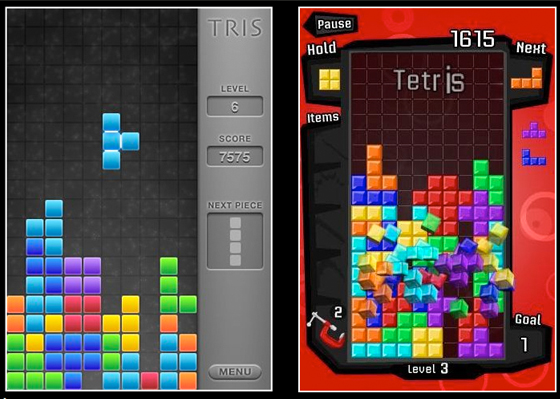 TRIS
LEVEL
6
SCORE
7575
NEXT PIECE
MENU
Pause
1615
Hold
Next
Tetris
Items
2
Goal
1
Level 3